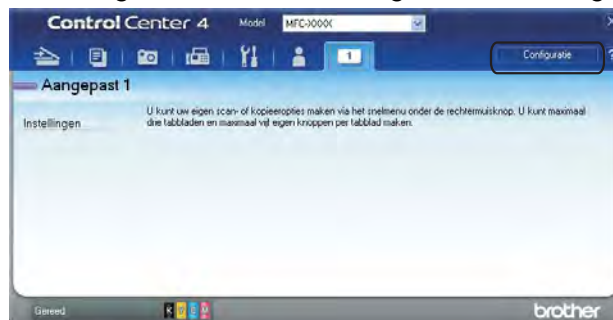 Control Center 4 Model MFC-XXXX
1 Configuratie ?
Aangepast 1
Instellingen
U kunt uw eigen scan- of kopieeropties maken via het snelmenu onder de rechtermuisknop. U kunt maximaal
drie tabbladen en maximaal vijf eigen knoppen per tabblad maken.
Gereed K Y C M brother